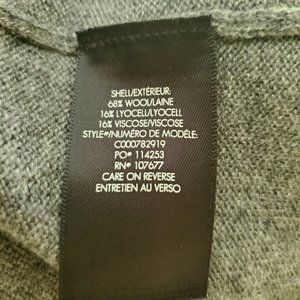 SHELL/EXTÉRIEUR:
68% WOOL/LAINE
16% LYOCELL/LYOCELL
16% VISCOSE/VISCOSE
STYLE#/NUMÉRO DE MODÈLE:
C000782919
PO# 114253
RN# 107677
CARE ON REVERSE
ENTRETIEN AU VERSO